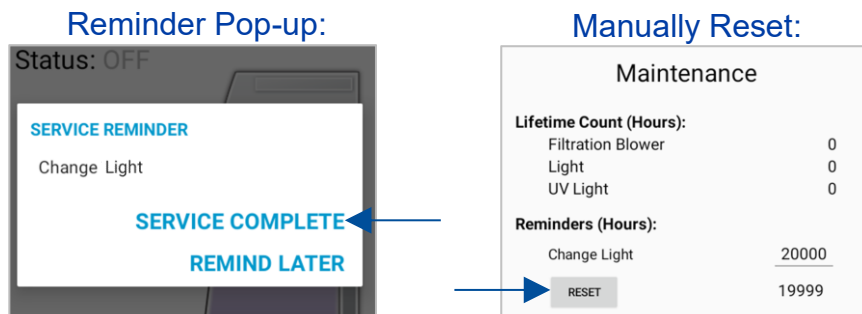 Reminder Pop-up:
Status: OFF
SERVICE REMINDER
Change Light
SERVICE COMPLETE
REMIND LATER
Manually Reset:
Maintenance
Lifetime Count (Hours):
Filtration Blower 0
Light 0
UV Light 0
Reminders (Hours):
Change Light 20000
RESET 19999